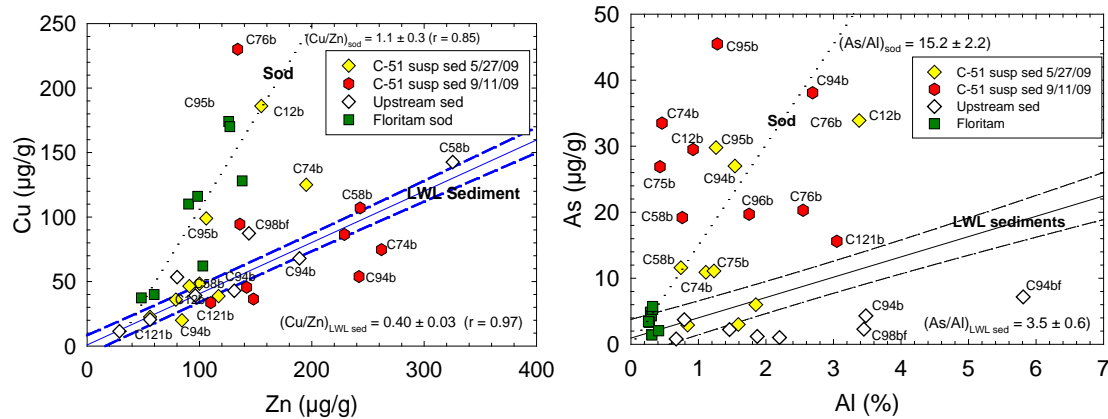 (Cu/Zn)sod = 1.1 ± 0.3 (r = 0.85)
C76b
Sod
C-51 susp sed 5/27/09
C-51 susp sed 9/11/09
Upstream sed
Floritam sod
C95b
C12b
C58b
C74b
LWL Sediment
C58b
C98bf
C95b
C74b
C94b
C94b
C58b
C94b
C12b
C121b
C94b
C121b
(Cu/Zn)LWL sed = 0.40 ± 0.03 (r = 0.97)
Cu (µg/g)
250
200
150
100
50
0
0 100 200 300 400
Zn (µg/g)
(As/Al)sod = 15.2 ± 2.2
C95b
C-51 susp sed 5/27/09
C-51 susp sed 9/11/09
Upstream sed
Floritam
C94b
C74b
Sod
C76b
C12b
C12b
C95b
C94b
C75b
C96b
C76b
C58b
C121b
LWL sediments
C58b
C75b
C74b
C94bf
C94b
C98bf
(As/Al)LWL sed = 3.5 ± 0.6
As (µg/g)
50
40
30
20
10
0
0 1 2 3 4 5 6 7
Al (%)